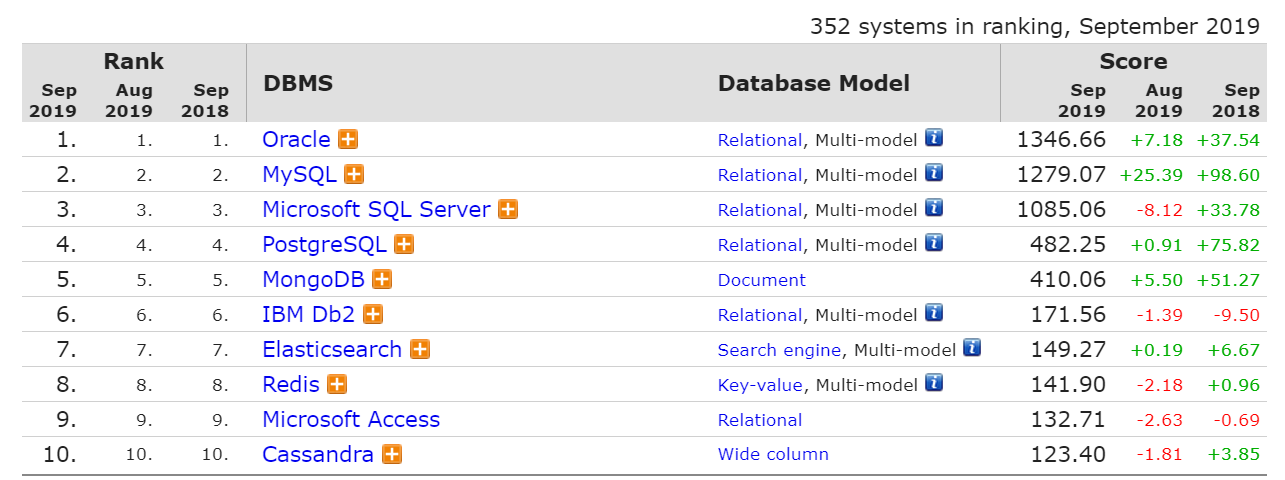 352 systems in ranking, September 2019
Rank DBMS Database Model Score
Sep 2019 Aug 2019 Sep 2018 Sep 2019 Aug 2019 Sep 2018
1. 1. 1. Oracle Relational, Multi-model 1346.66 +7.18 +37.54
2. 2. 2. MySQL Relational, Multi-model 1279.07 +25.39 +98.60
3. 3. 3. Microsoft SQL Server Relational, Multi-model 1085.06 -8.12 +33.78
4. 4. 4. PostgreSQL Relational, Multi-model 482.25 +0.91 +75.82
5. 5. 5. MongoDB Document 410.06 +5.50 +51.27
6. 6. 6. IBM Db2 Relational, Multi-model 171.56 -1.39 -9.50
7. 7. 7. Elasticsearch Search engine, Multi-model 149.27 +0.19 +6.67
8. 8. 8. Redis Key-value, Multi-model 141.90 -2.18 +0.96
9. 9. 9. Microsoft Access Relational 132.71 -2.63 -0.69
10. 10. 10. Cassandra Wide column 123.40 -1.81 +3.85